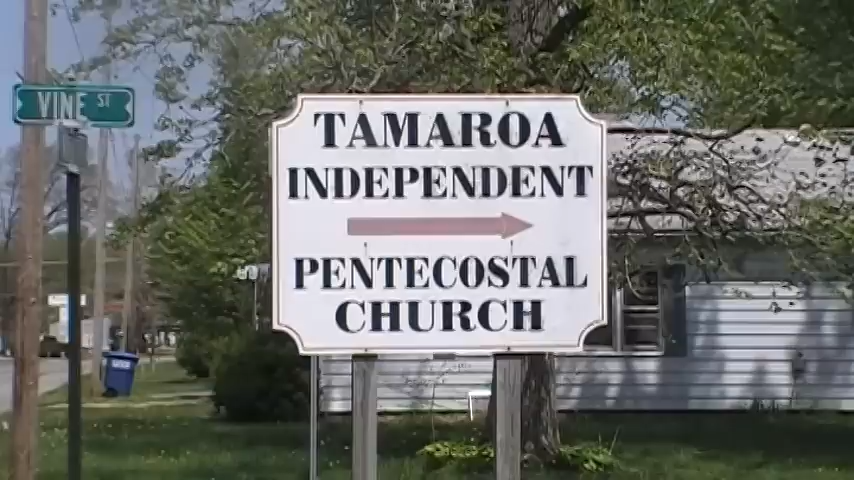 VINE ST
TAMAROA
INDEPENDENT
PENTECOSTAL
CHURCH